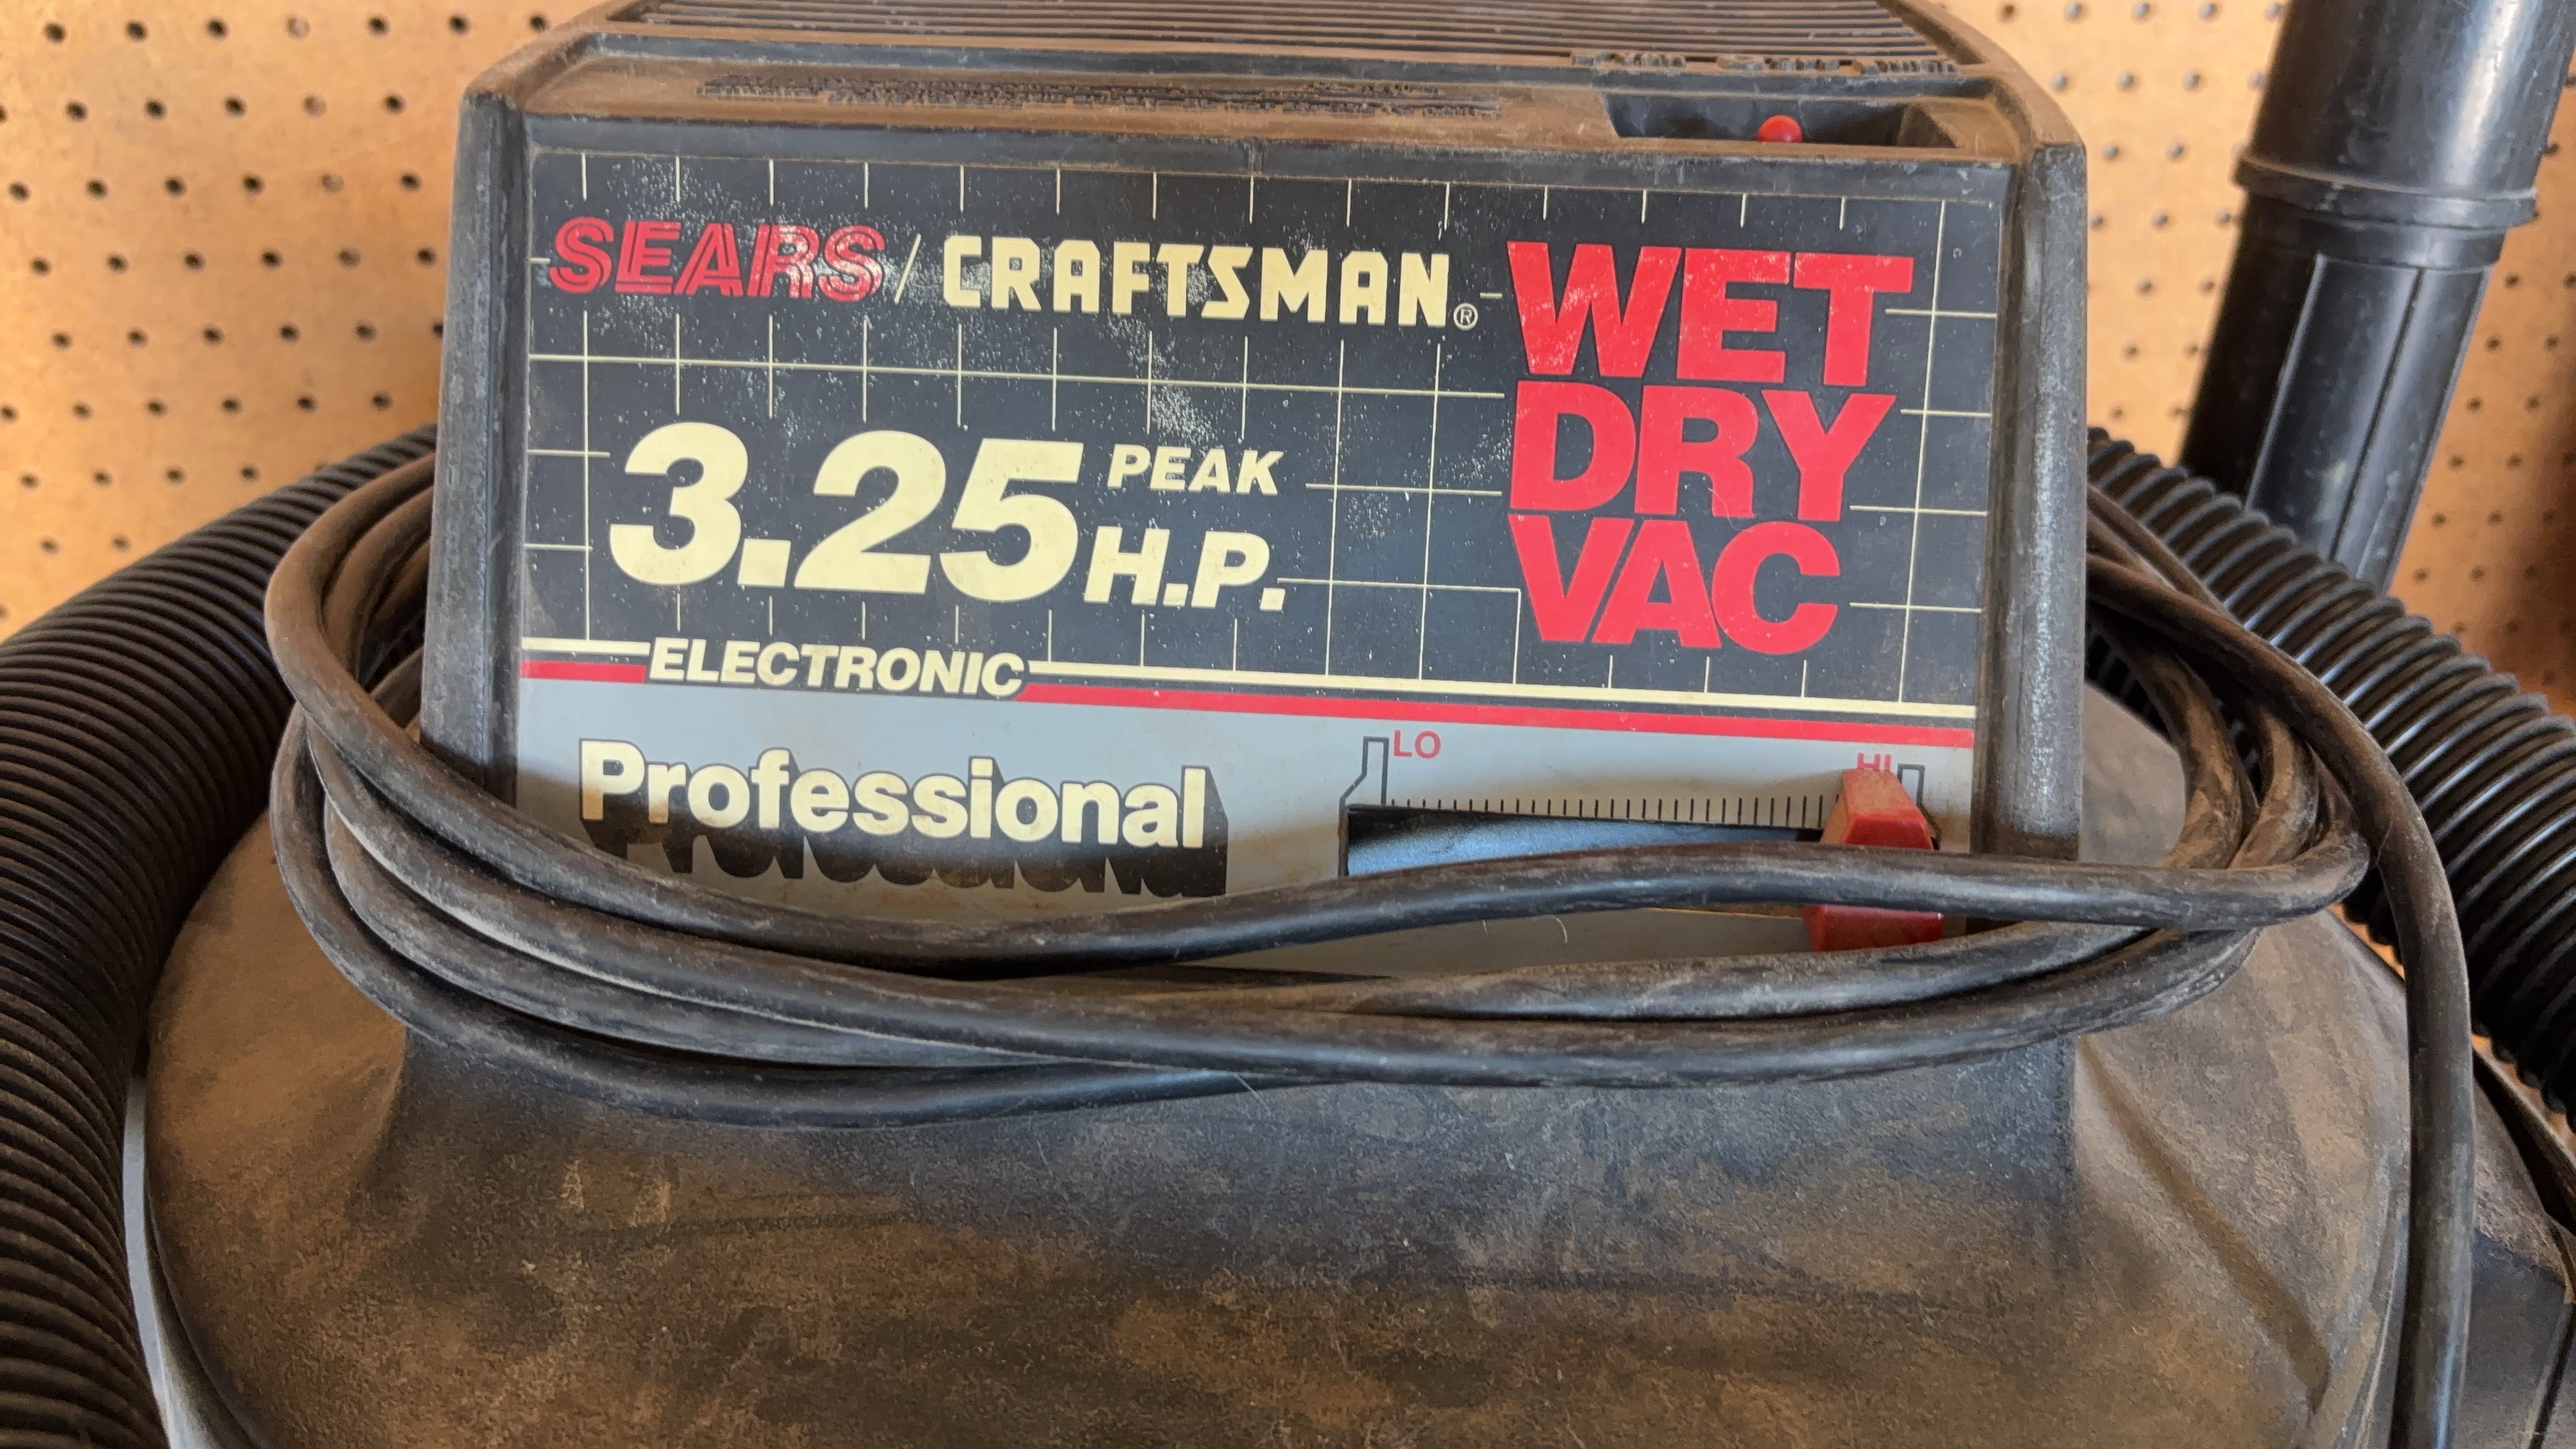 SEARS / CRAFTSMAN®
WET
DRY
VAC
3.25 PEAK
H.P.
ELECTRONIC
Professional
LO
HI